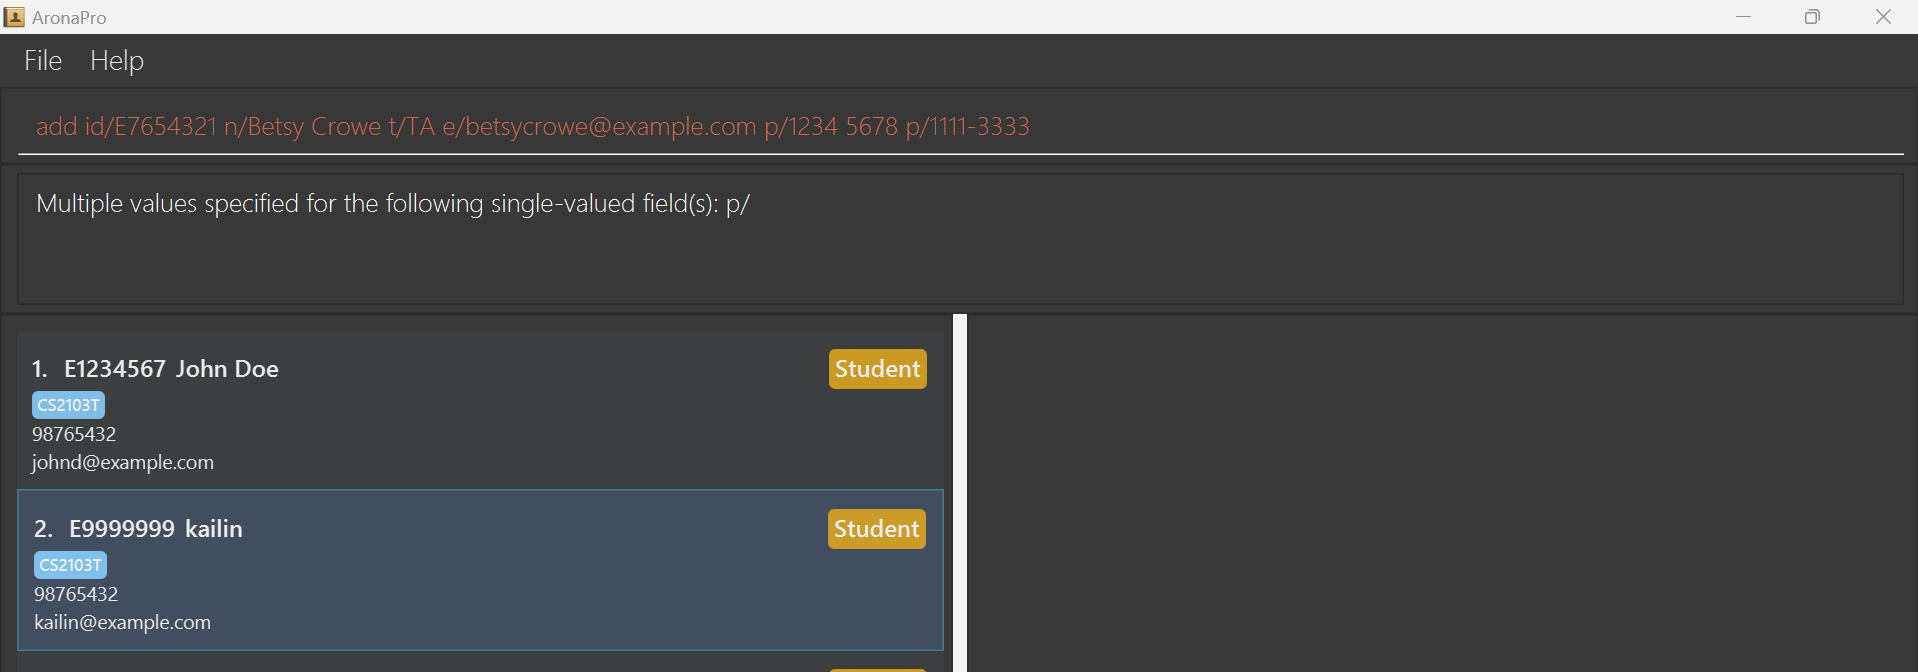 AronaPro
File Help
add id/E7654321 n/Betsy Crowe t/TA e/betsycrowe@example.com p/1234 5678 p/1111-3333
Multiple values specified for the following single-valued field(s): p/
1. E1234567 John Doe Student
CS2103T
98765432
johnd@example.com
2. E9999999 kailin Student
CS2103T
98765432
kailin@example.com